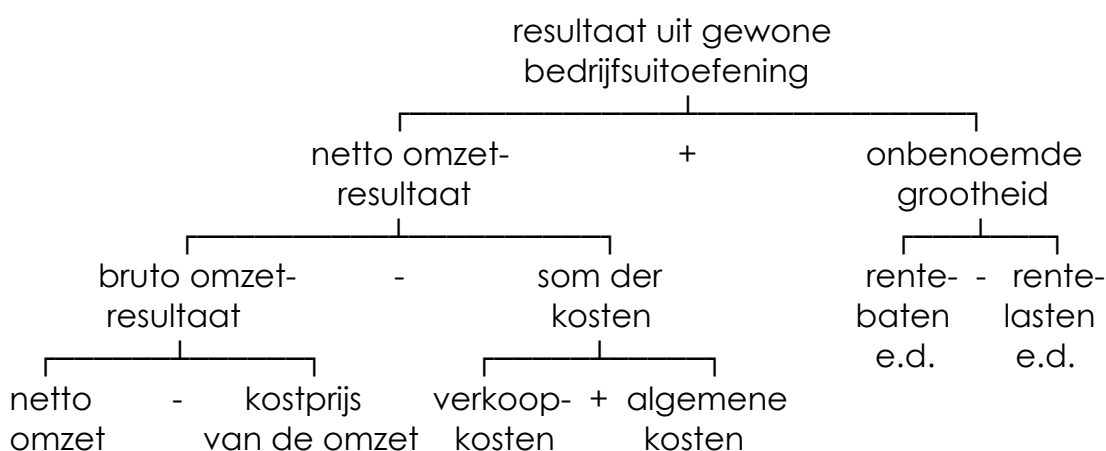 resultaat uit gewone
bedrijfsuitoefening
netto omzet- + onbenoemde
resultaat grootheid
bruto omzet- - som der rente- - rente-
resultaat kosten baten lasten
e.d. e.d.
netto - kostprijs verkoop- + algemene
omzet van de omzet kosten kosten